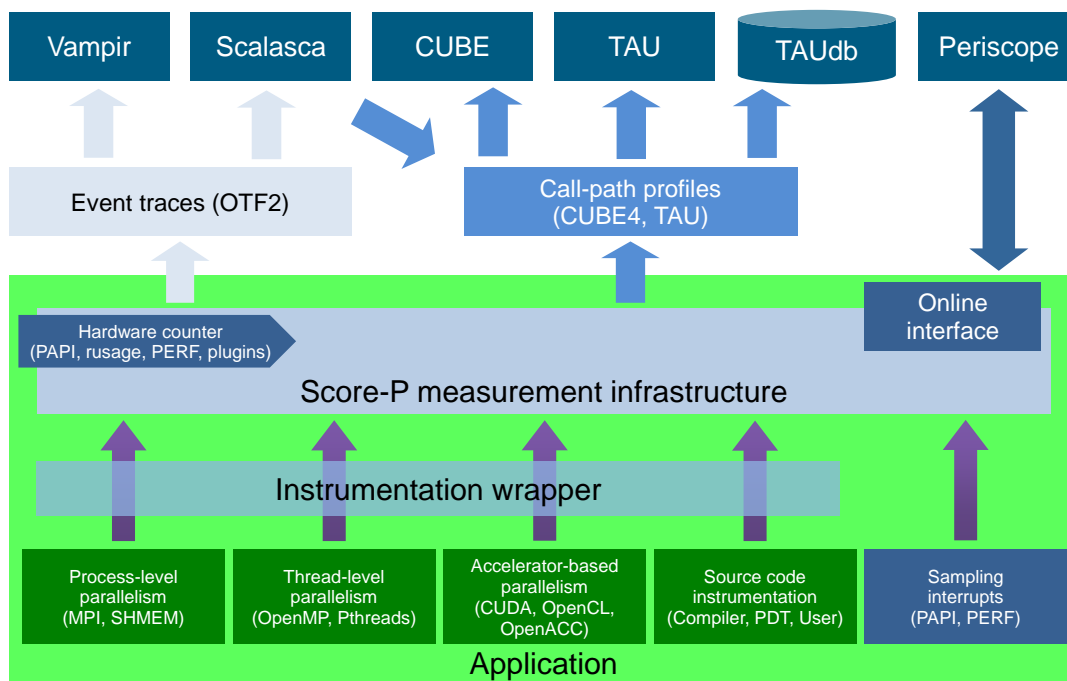 Vampir
Scalasca
CUBE
TAU
TAUdb
Periscope
Event traces (OTF2)
Call-path profiles
(CUBE4, TAU)
Online
interface
Hardware counter
(PAPI, rusage, PERF, plugins)
Score-P measurement infrastructure
Instrumentation wrapper
Process-level
parallelism
(MPI, SHMEM)
Thread-level
parallelism
(OpenMP, Pthreads)
Accelerator-based
parallelism
(CUDA, OpenCL,
OpenACC)
Source code
instrumentation
(Compiler, PDT, User)
Sampling
interrupts
(PAPI, PERF)
Application